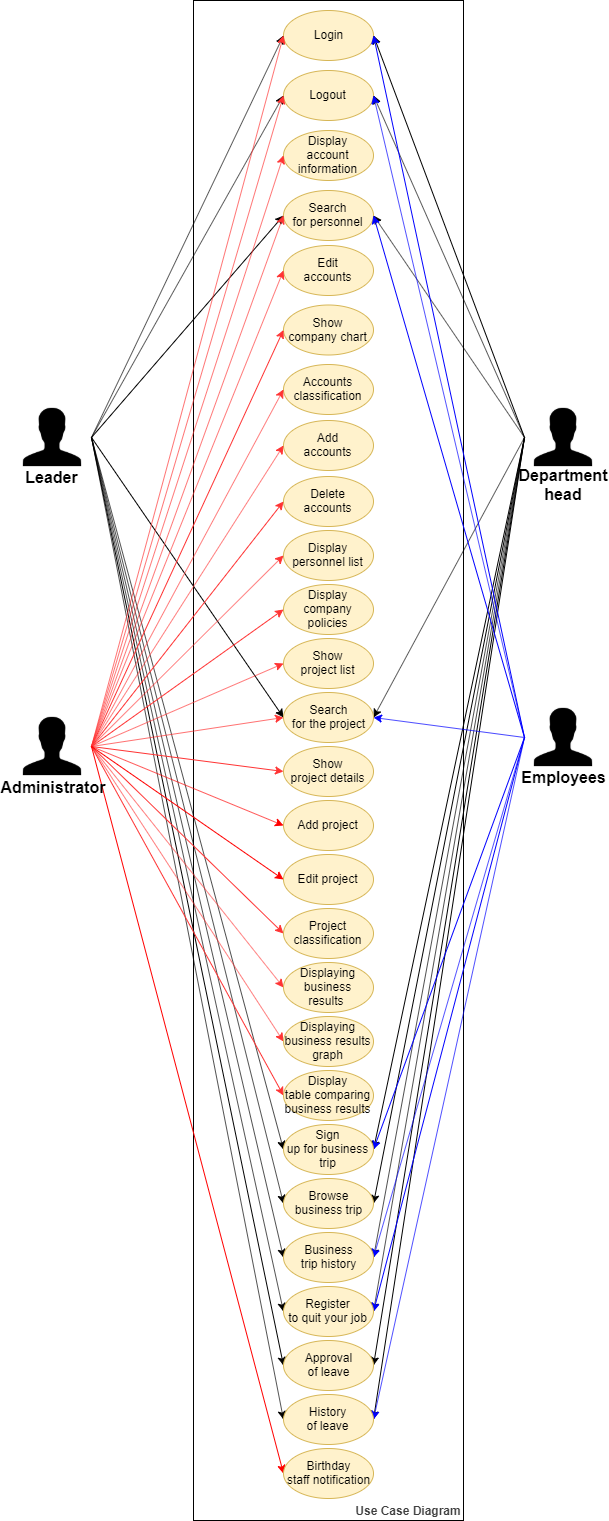 Login
Logout
Display
account
information
Search
for personnel
Edit
accounts
Show
company chart
Accounts
classification
Add
accounts
Leader
Department
head
Delete
accounts
Display
personnel list
Display
company
policies
Show
project list
Search
for the project
Show
project details
Administrator
Employees
Add project
Edit project
Project
classification
Displaying
business
results
Displaying
business results
graph
Display
table comparing
business results
Sign
up for business
trip
Browse
business trip
Business
trip history
Register
to quit your job
Approval
of leave
History
of leave
Birthday
staff notification
Use Case Diagram